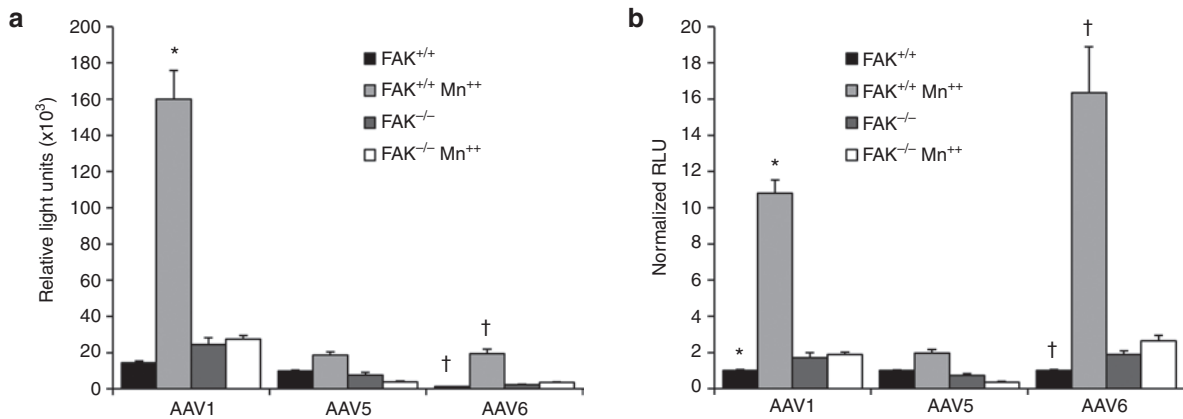 a
Relative light units (x10³)
200
180
160
140
120
100
80
60
40
20
0
*
†
†
FAK+/+
FAK+/+ Mn++
FAK–/–
FAK–/– Mn++
AAV1 AAV5 AAV6
b
Normalized RLU
20
18
16
14
12
10
8
6
4
2
0
*
*
†
†
FAK+/+
FAK+/+ Mn++
FAK–/–
FAK–/– Mn++
AAV1 AAV5 AAV6